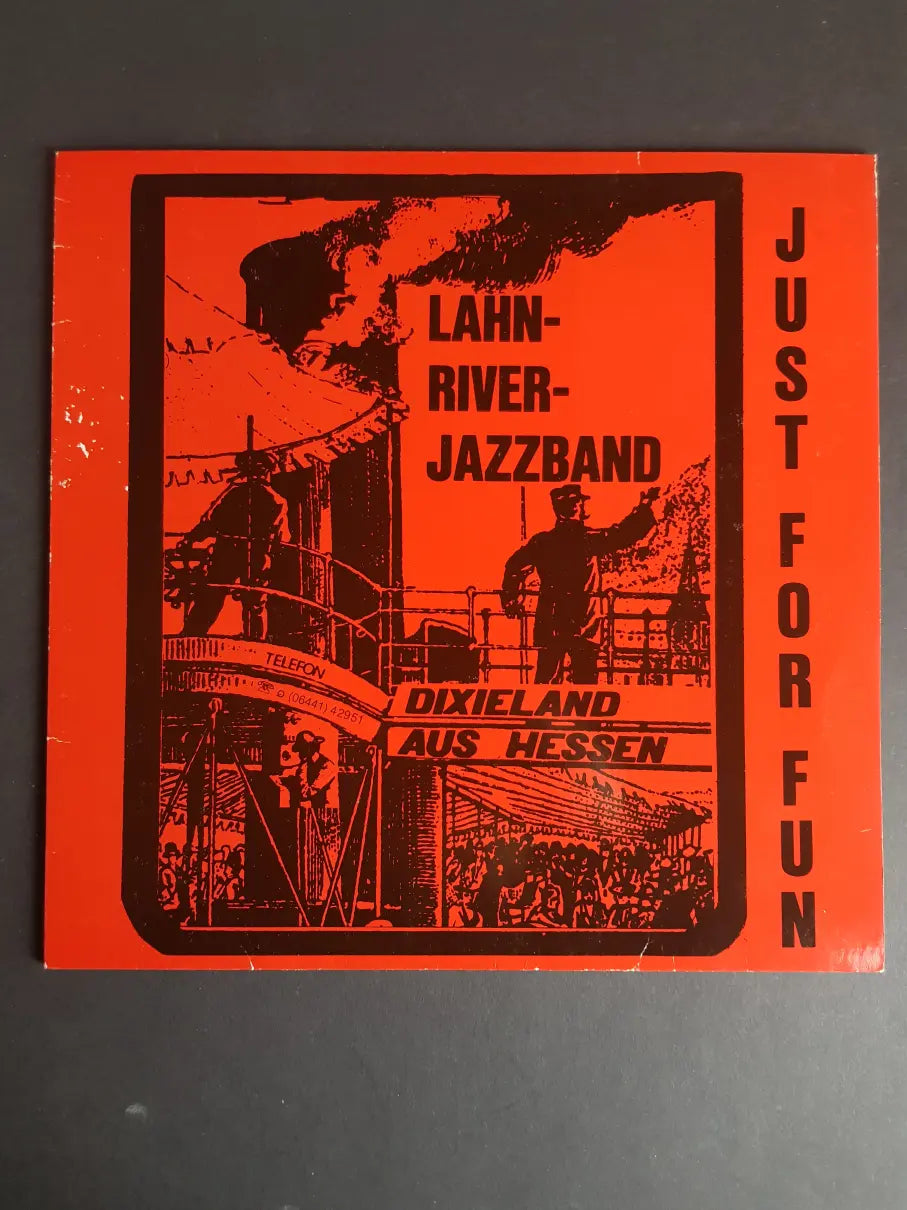 LAHN-
RIVER-
JAZZBAND
JUST FOR FUN
TELEFON
(06441) 42951
DIXIELAND
AUS HESSEN